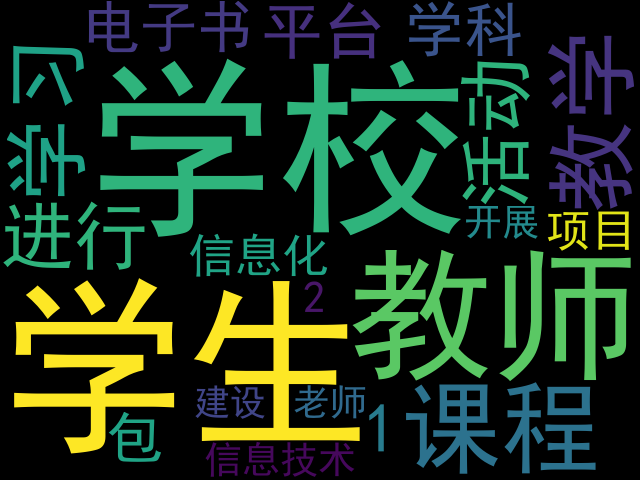 电子书
平台
学科
学习
学校
活动
教学
进行
信息化
开展
项目
2
学生
教师
建设
老师
1
课程
包
信息技术